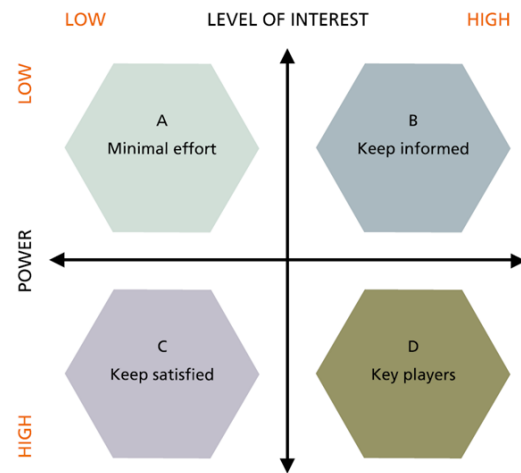 LOW LEVEL OF INTEREST HIGH
LOW
A
Minimal effort
B
Keep informed
POWER
C
Keep satisfied
D
Key players
HIGH